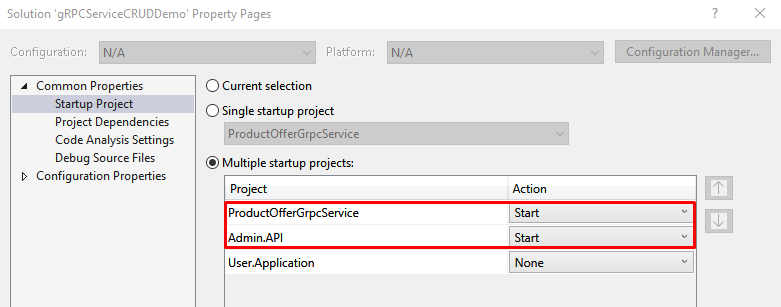 Solution 'gRPCServiceCRUDDemo' Property Pages
?
Configuration: N/A Platform: N/A Configuration Manager...
Common Properties
Startup Project
Project Dependencies
Code Analysis Settings
Debug Source Files
Configuration Properties
Current selection
Single startup project
ProductOfferGrpcService
Multiple startup projects:
Project Action
ProductOfferGrpcService Start
Admin.API Start
User.Application None